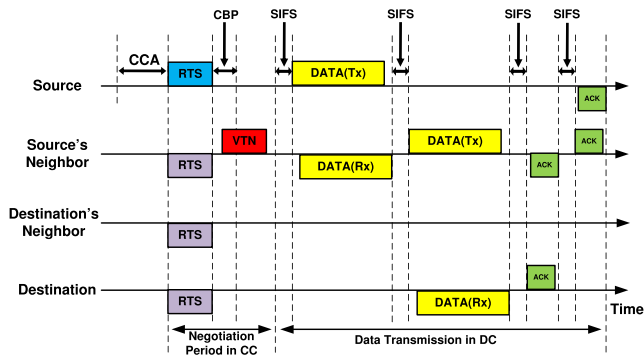 CBP SIFS SIFS SIFS SIFS
CCA
RTS
DATA(Tx)
Source
ACK
Source's
Neighbor
VTN
DATA(Tx)
ACK
RTS
DATA(Rx)
ACK
Destination's
Neighbor
RTS
ACK
Destination
RTS
DATA(Rx)
Time
Negotiation
Period in CC
Data Transmission in DC